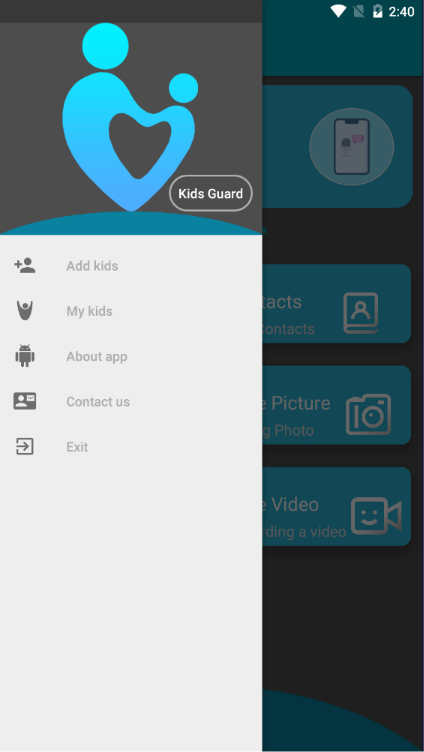 2:40
Kids Guard
Add kids
My kids
About app
Contact us
Exit
tacts
Contacts
e Picture
g Photo
e Video
rding a video